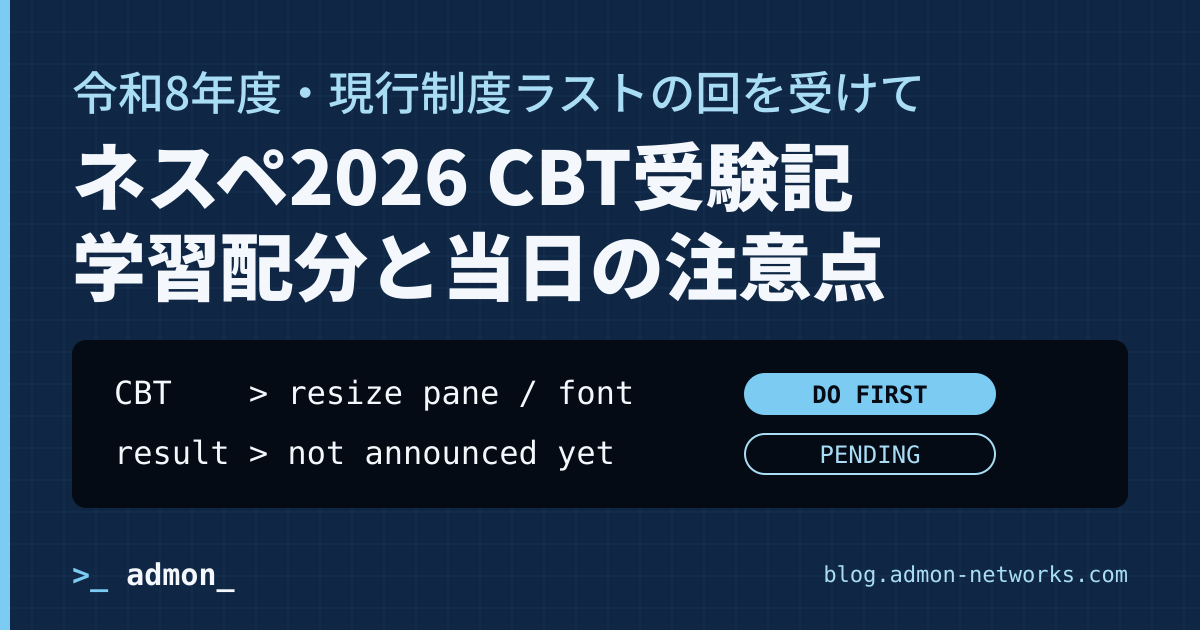 令和8年度・現行制度ラストの回を受けて
ネスペ2026 CBT受験記
学習配分と当日の注意点
CBT    > resize pane / font
DO FIRST
result > not announced yet
PENDING
>_ admon_
blog.admon-networks.com